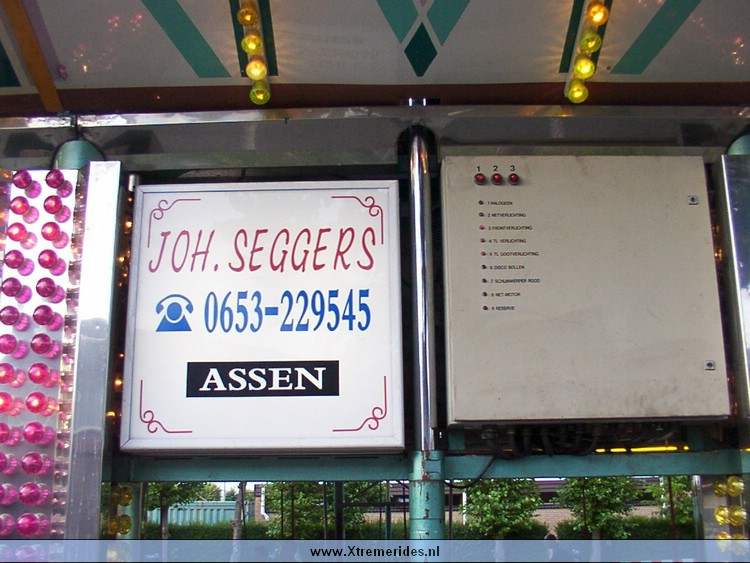 JOH. SEGGERS
0653-229545
ASSEN
1 2 3
1 HALOGEEN
2 NETVERLICHTING
3 FRONTVERLICHTING
4 TL VERLICHTING
5 TL GOOTVERLICHTING
6 DISCO BOLLEN
7 SCHIJNWERPER ROOD
8 NET-MOTOR
9 RESERVE
www.Xtremerides.nl